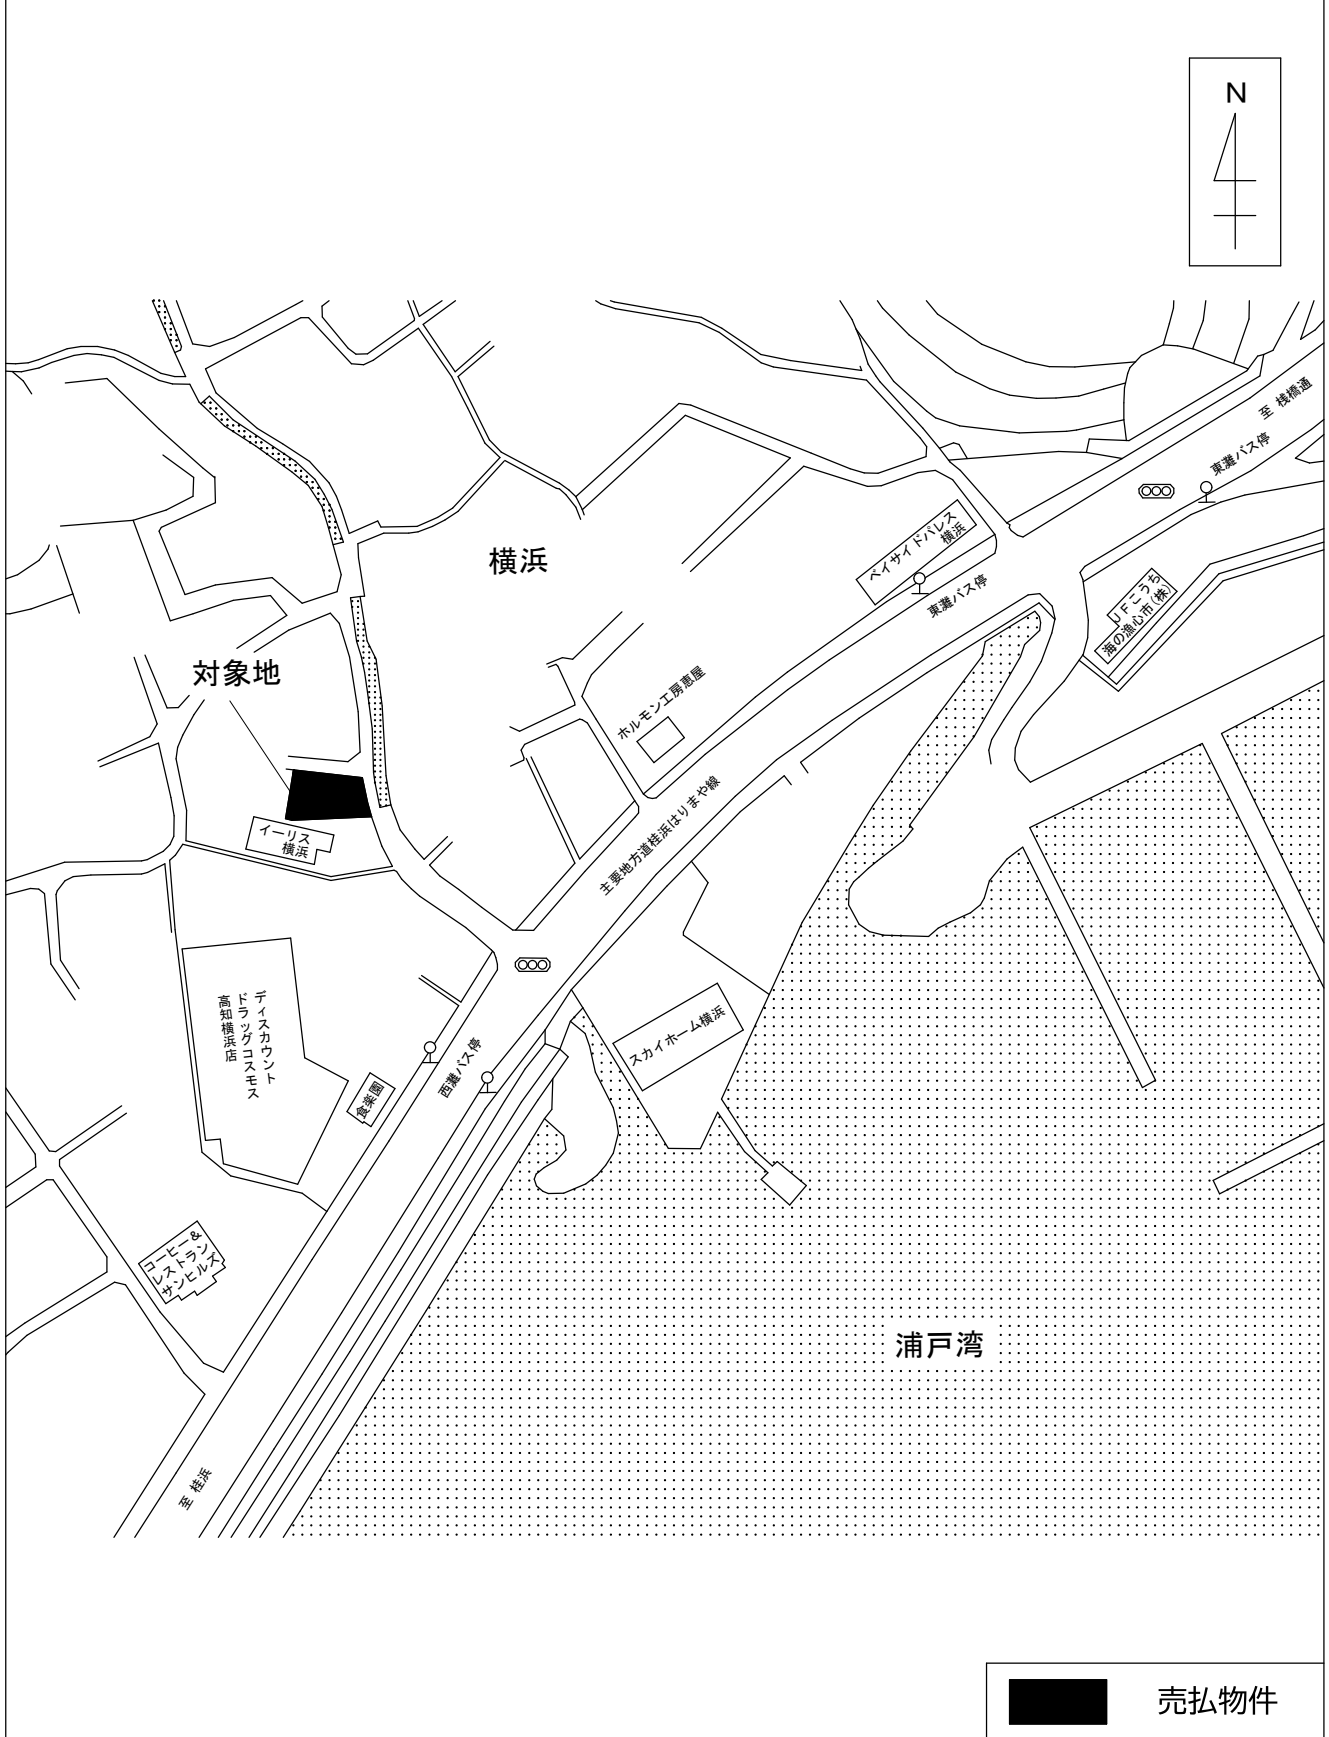 N
至 桟橋通
東灘バス停
横浜
ベイサイドパレス
横浜
東灘バス停
JFこうち
海の漁心市(株)
対象地
ホルモン工房恵屋
主要地方道桂浜はりまや線
イーリス
横浜
ディスカウント
ドラッグコスモス
高知横浜店
スカイホーム横浜
西灘バス停
食楽園
コーヒー&
レストラン
サンヒルズ
浦戸湾
至 桂浜
売払物件